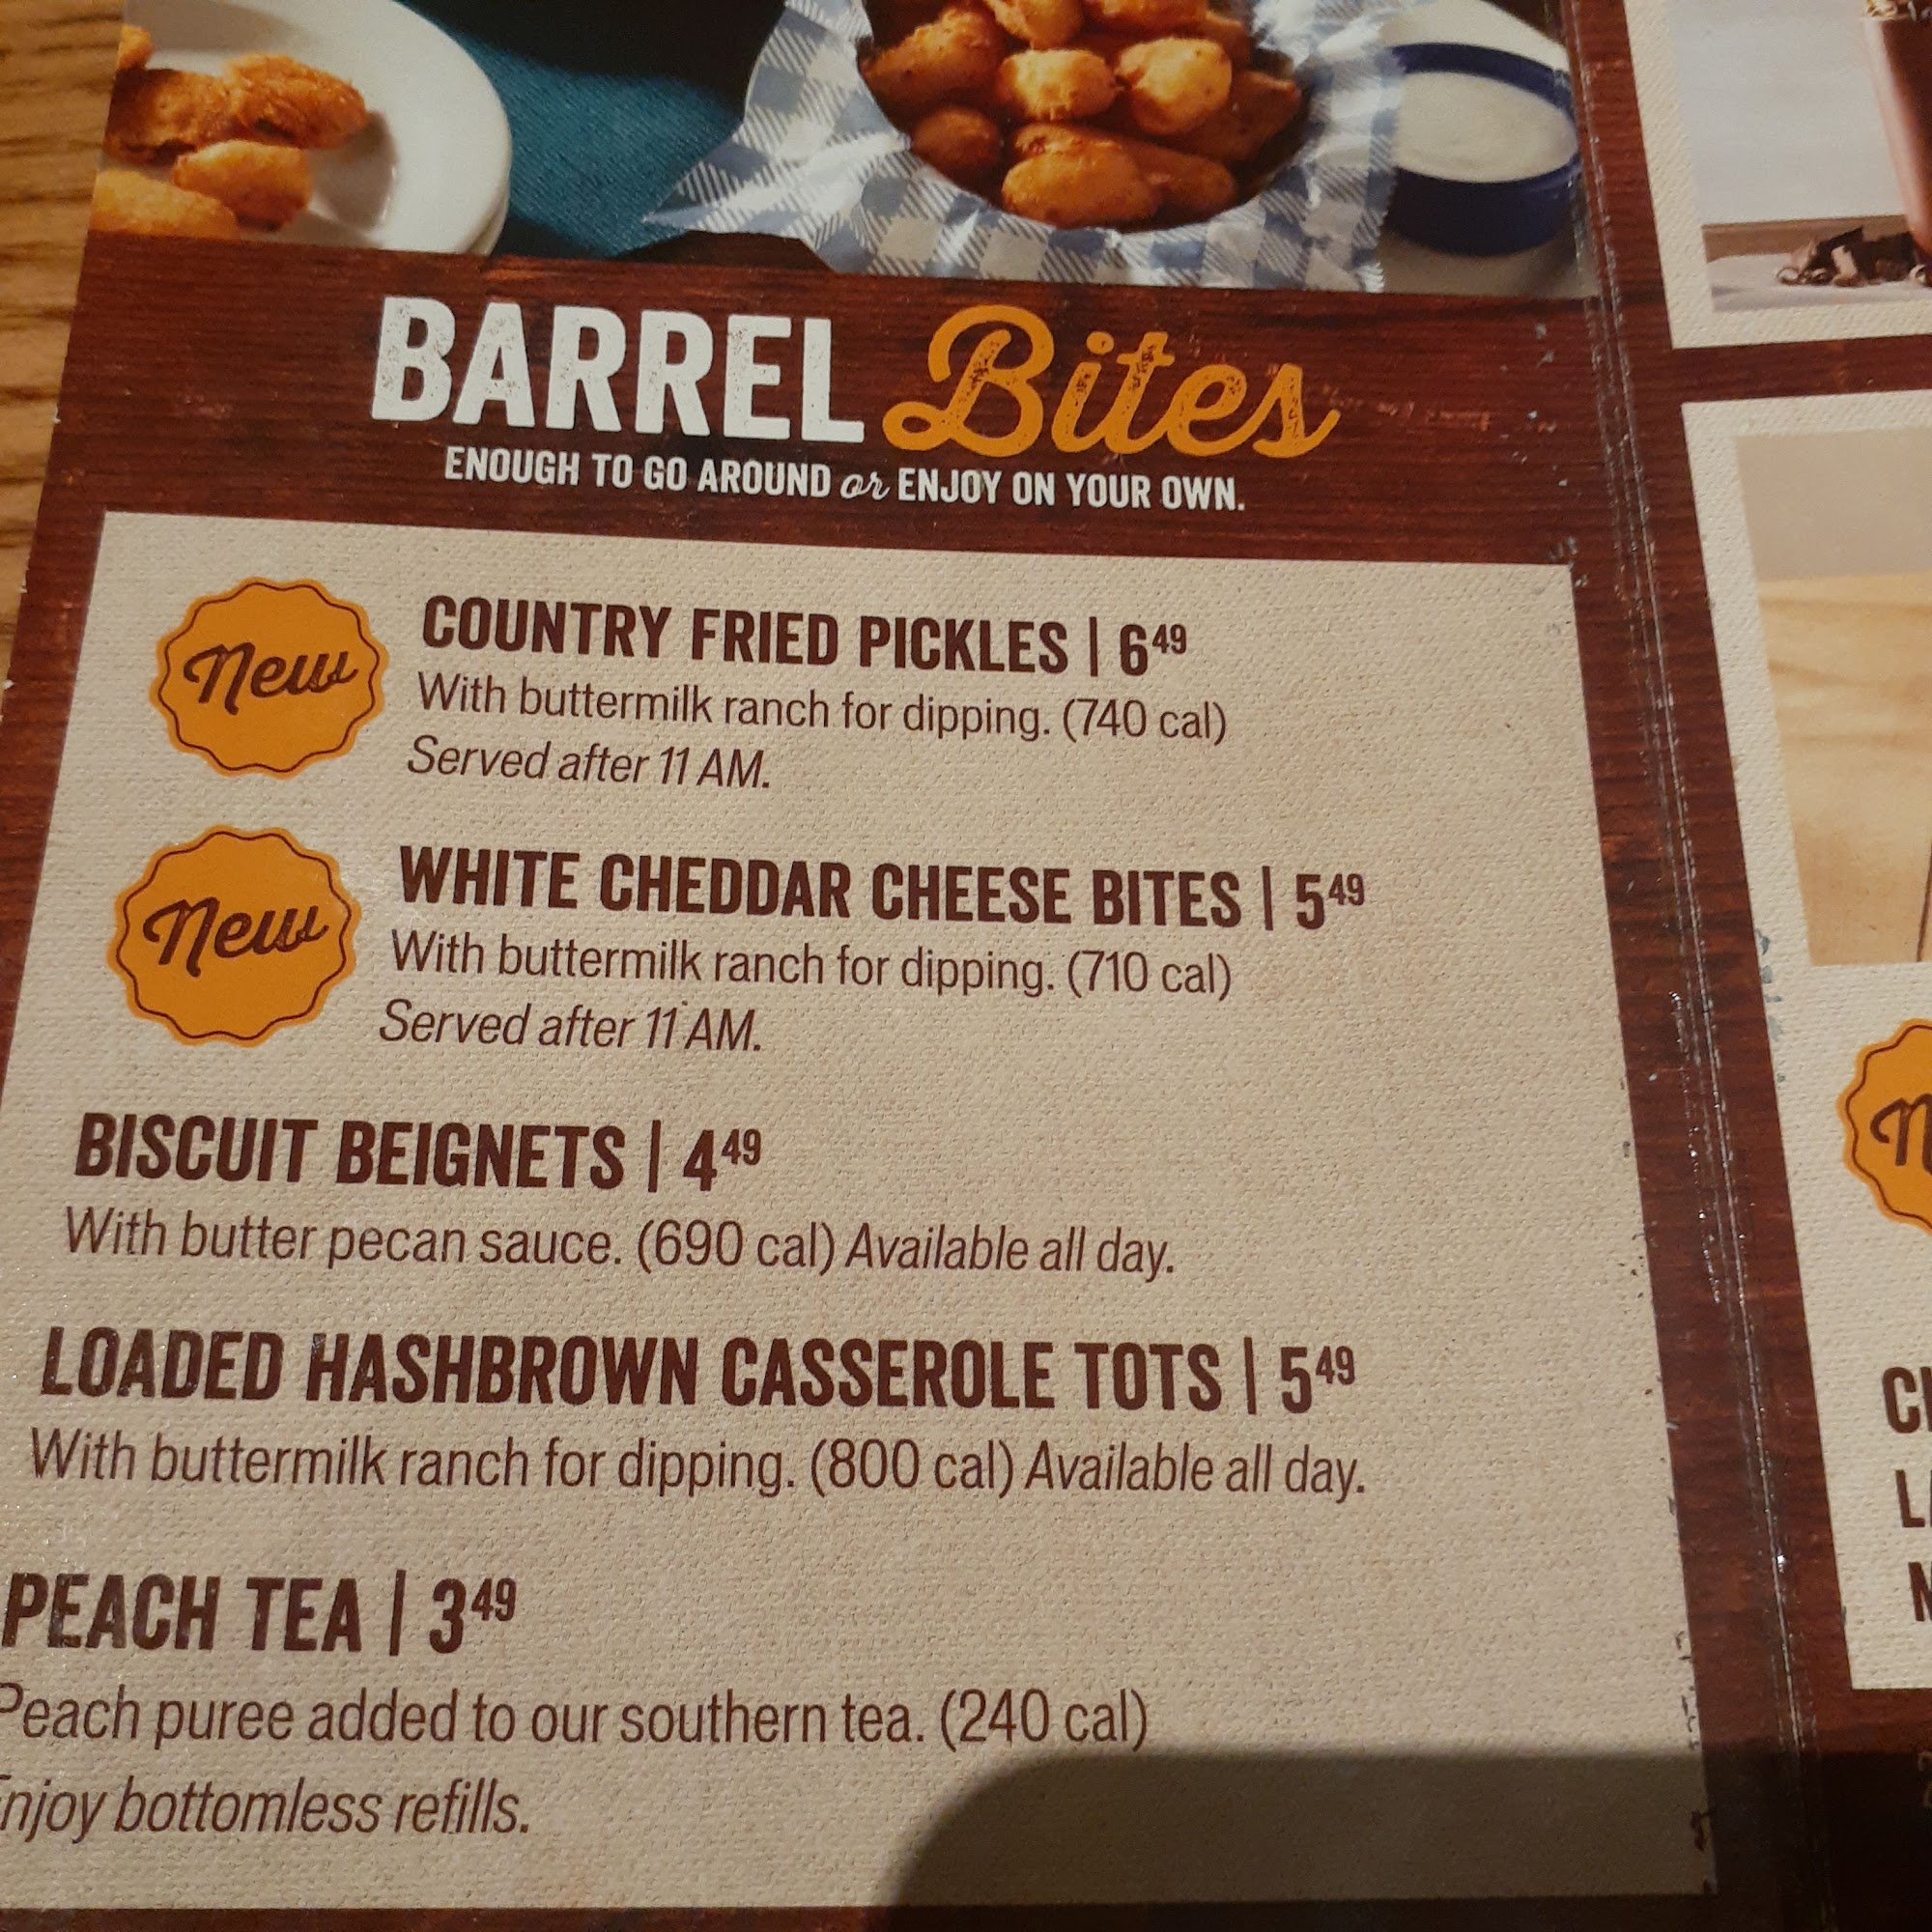 BARREL Bites
ENOUGH TO GO AROUND or ENJOY ON YOUR OWN.
New
COUNTRY FRIED PICKLES | 6⁴⁹
With buttermilk ranch for dipping. (740 cal)
Served after 11 AM.
New
WHITE CHEDDAR CHEESE BITES | 5⁴⁹
With buttermilk ranch for dipping. (710 cal)
Served after 11 AM.
BISCUIT BEIGNETS | 4⁴⁹
With butter pecan sauce. (690 cal) Available all day.
LOADED HASHBROWN CASSEROLE TOTS | 5⁴⁹
With buttermilk ranch for dipping. (800 cal) Available all day.
PEACH TEA | 3⁴⁹
Peach puree added to our southern tea. (240 cal)
Enjoy bottomless refills.